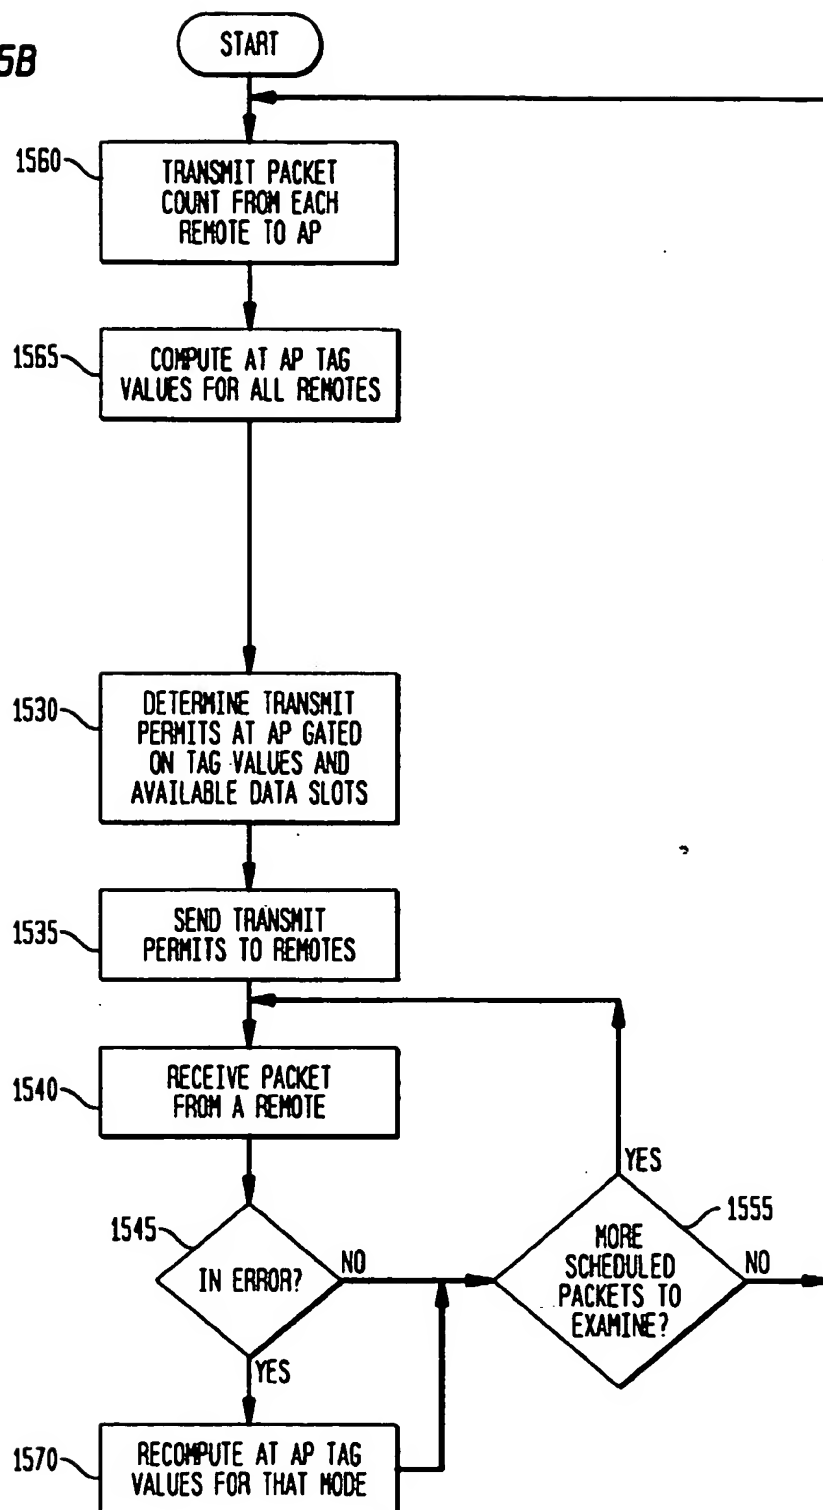 5B
START
1560
TRANSMIT PACKET
COUNT FROM EACH
REMOTE TO AP
1565
COMPUTE AT AP TAG
VALUES FOR ALL REMOTES
1530
DETERMINE TRANSMIT
PERMITS AT AP GATED
ON TAG VALUES AND
AVAILABLE DATA SLOTS
1535
SEND TRANSMIT
PERMITS TO REMOTES
1540
RECEIVE PACKET
FROM A REMOTE
YES
1545
IN ERROR?
NO
1555
MORE
SCHEDULED
PACKETS TO
EXAMINE?
NO
YES
1570
RECOMPUTE AT AP TAG
VALUES FOR THAT MODE